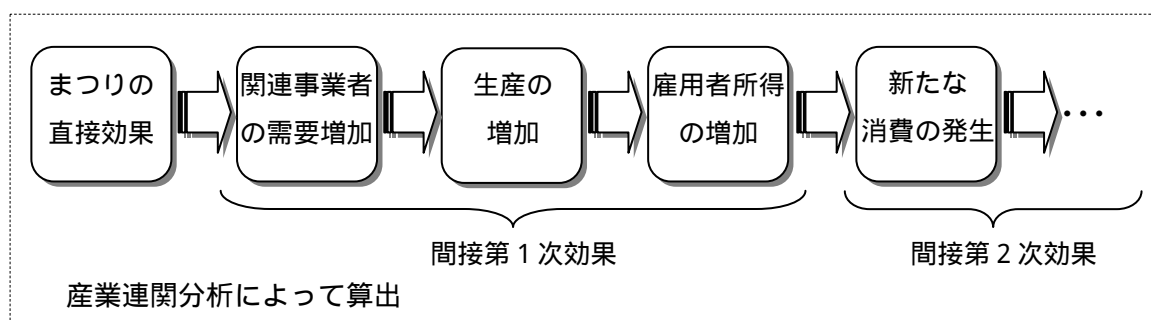 まつりの
直接効果
関連事業者
の需要増加
生産の
増加
雇用者所得
の増加
新たな
消費の発生
・・・
間接第1次効果
間接第2次効果
産業連関分析によって算出